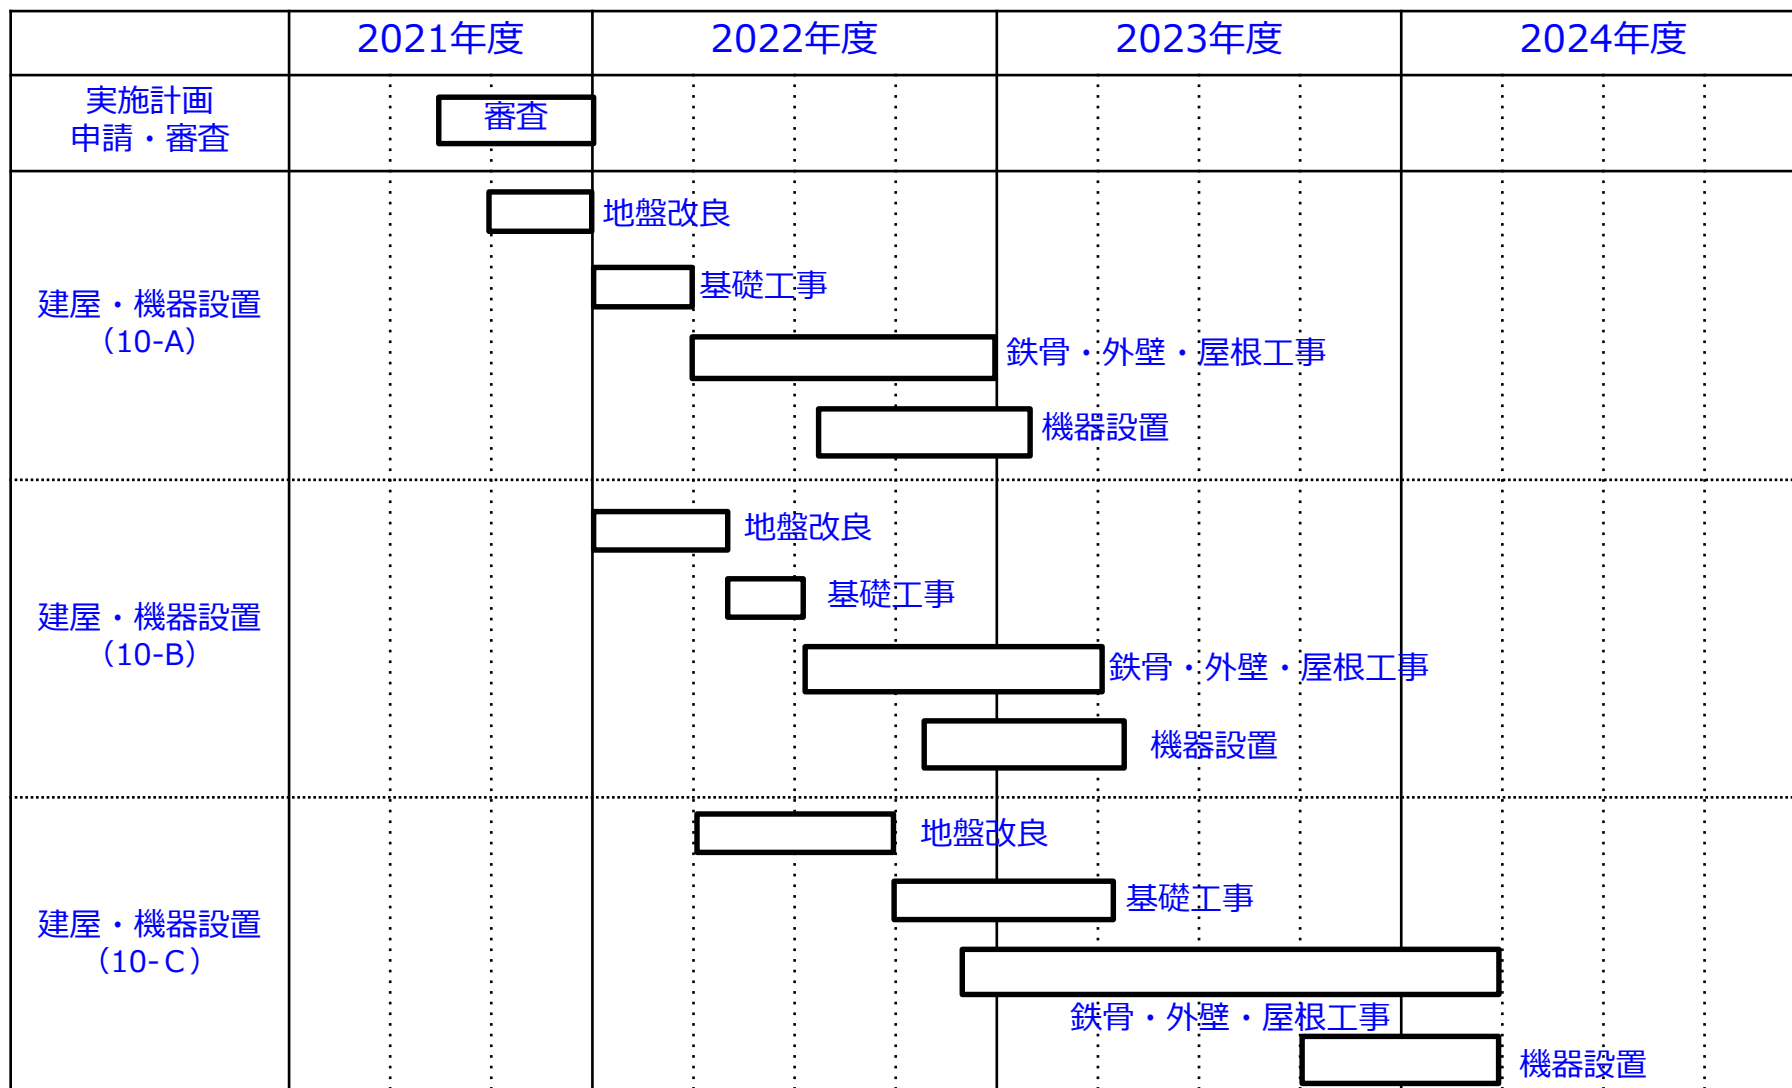 2021年度 2022年度 2023年度 2024年度
実施計画
申請・審査
審査
建屋・機器設置
（10-A）
地盤改良
基礎工事
鉄骨・外壁・屋根工事
機器設置
建屋・機器設置
（10-B）
地盤改良
基礎工事
鉄骨・外壁・屋根工事
機器設置
建屋・機器設置
（10-Ｃ）
地盤改良
基礎工事
鉄骨・外壁・屋根工事
機器設置